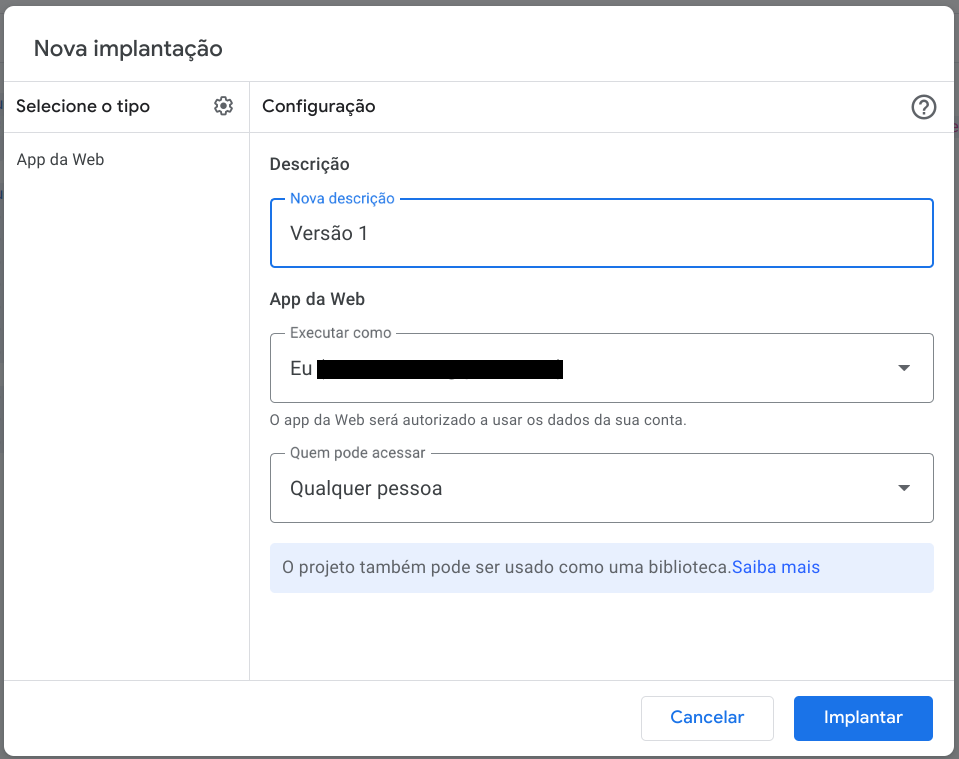 Nova implantação
Selecione o tipo
Configuração
App da Web
Descrição
Nova descrição
Versão 1
App da Web
Executar como
Eu
O app da Web será autorizado a usar os dados da sua conta.
Quem pode acessar
Qualquer pessoa
O projeto também pode ser usado como uma biblioteca.Saiba mais
Cancelar
Implantar